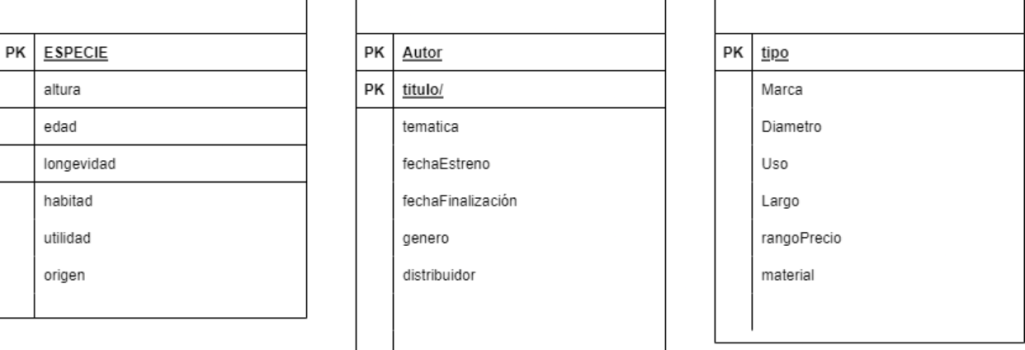 PK ESPECIE
altura
edad
longevidad
habitad
utilidad
origen
PK Autor
PK titulo/
tematica
fechaEstreno
fechaFinalización
genero
distribuidor
PK tipo
Marca
Diametro
Uso
Largo
rangoPrecio
material